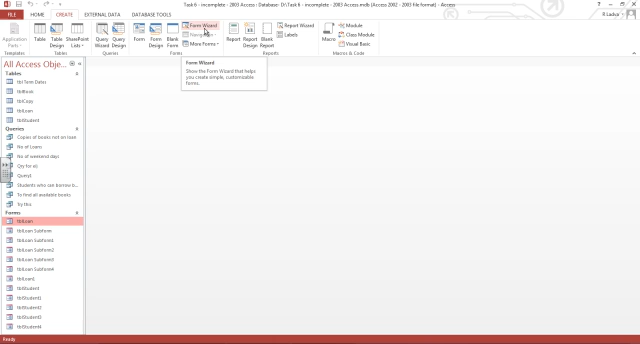 Task 6 - incomplete - 2003 Access : Database- D:\Task 6 - incomplete - 2003 Access.mdb (Access 2002 - 2003 file format) - Access
FILE HOME CREATE EXTERNAL DATA DATABASE TOOLS
R Ladva
Application Parts
Table
Table Design
SharePoint Lists
Query Wizard
Query Design
Form
Form Design
Blank Form
Form Wizard
More Forms
Report
Report Design
Blank Report
Report Wizard
Labels
Macro
Module
Class Module
Visual Basic
Templates Tables Queries Forms Reports Macros & Code
Form Wizard
Show the Form Wizard that helps
you create simple, customizable
forms.
All Access Obje...
Tables
tbl Term Dates
tblBook
tblCopy
tblLoan
tblStudent
Queries
Copies of books not on loan
No of Loans
No of weekend days
Qry for all
Query1
Students who can borrow b...
To find all available books
Try this
Forms
tblLoan
tblLoan Subform
tblLoan Subform1
tblLoan Subform2
tblLoan Subform3
tblLoan Subform4
tblLoan1
tblStudent
tblStudent1
tblStudent2
tblStudent3
tblStudent4
Ready